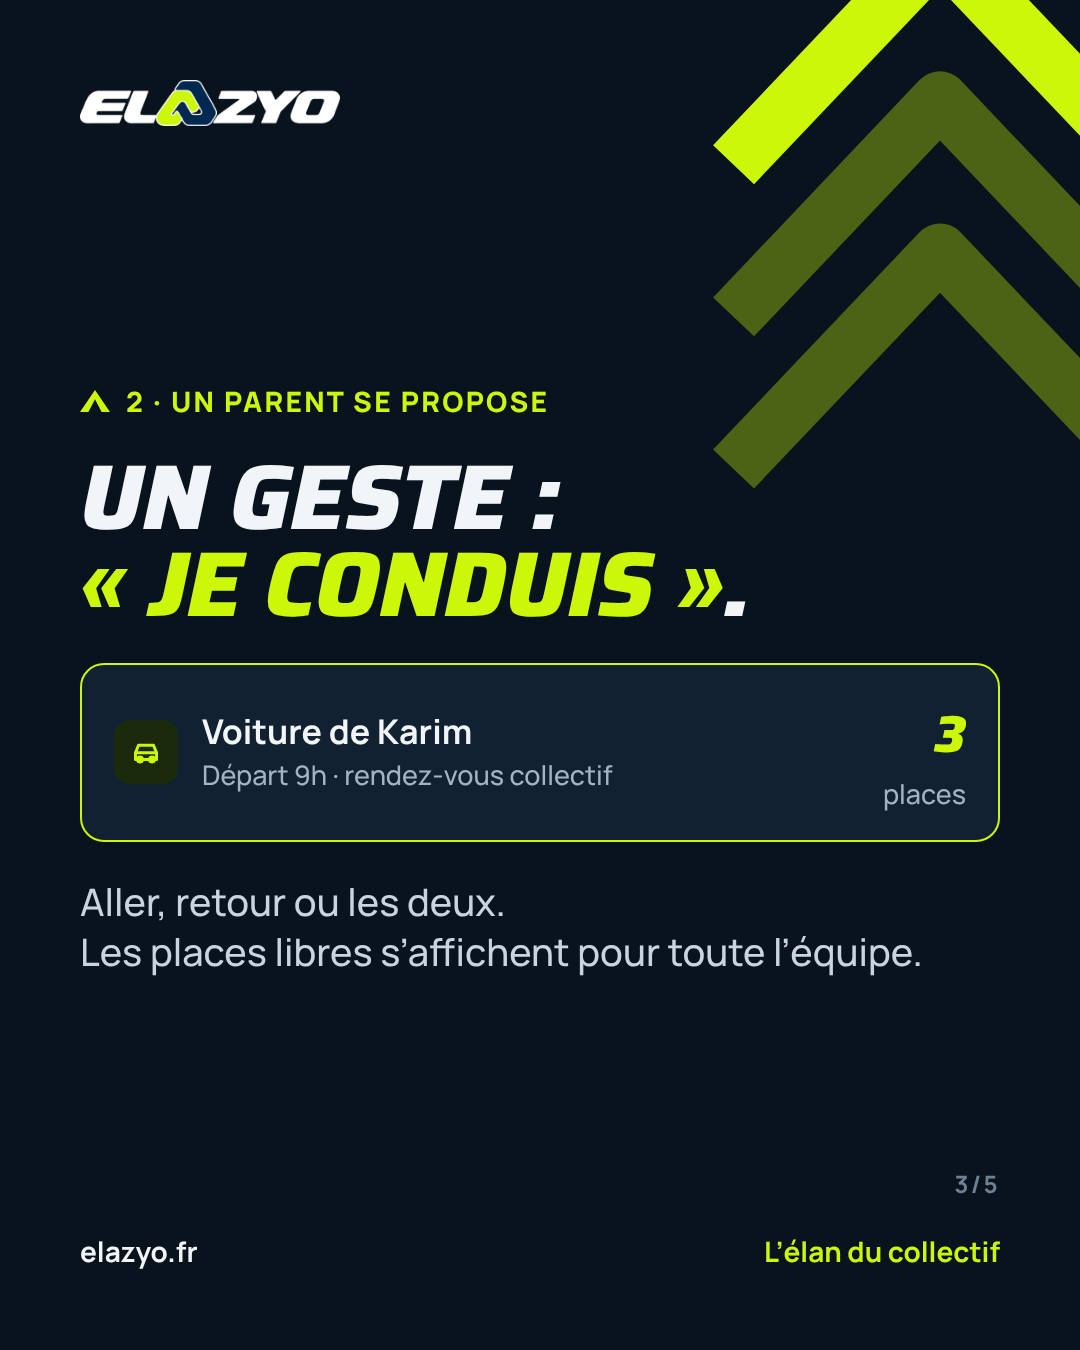 ELAZYO
2 · UN PARENT SE PROPOSE
UN GESTE :
« JE CONDUIS ».
Voiture de Karim
Départ 9h · rendez-vous collectif
3
places
Aller, retour ou les deux.
Les places libres s’affichent pour toute l’équipe.
3/5
elazyo.fr
L’élan du collectif